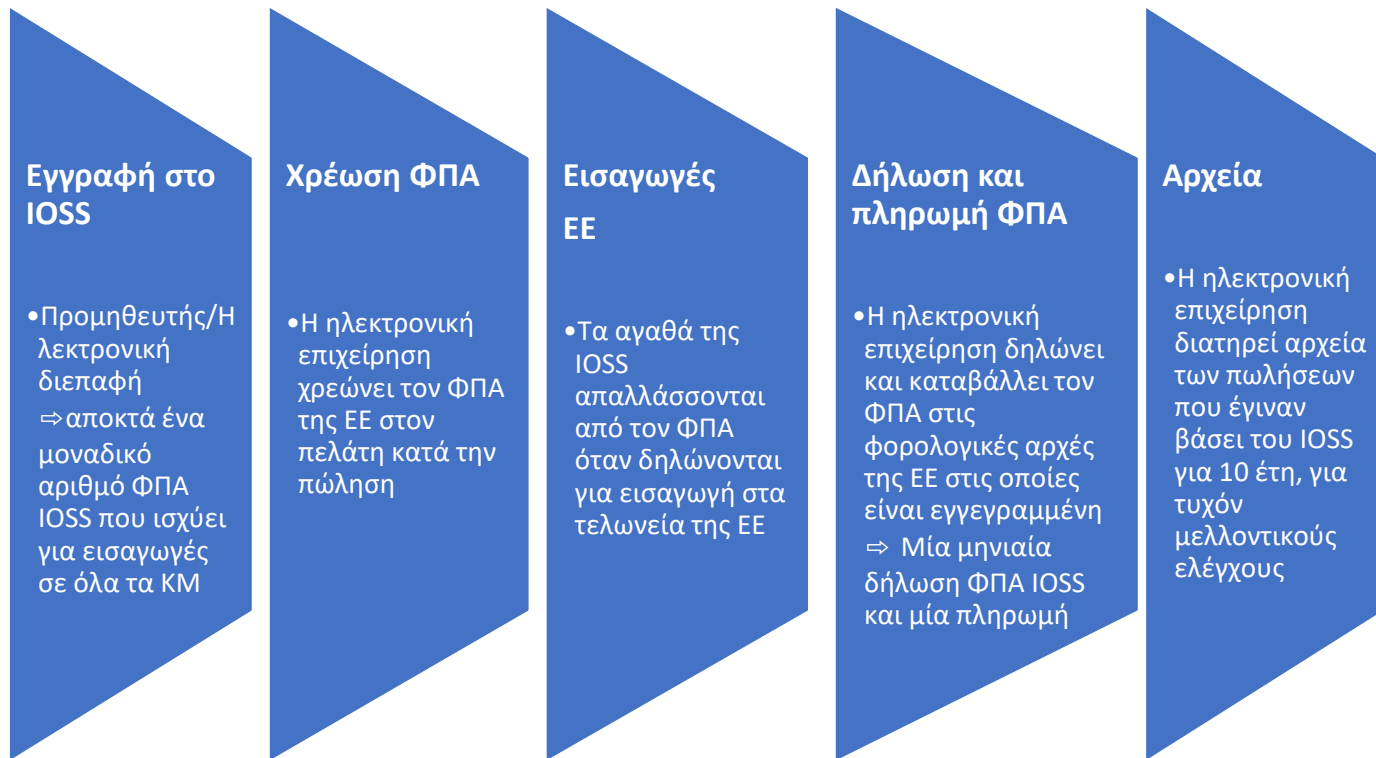 Εγγραφή στο
IOSS
•Προμηθευτής/Η
λεκτρονική
διεπαφή
⇨αποκτά ένα
μοναδικό
αριθμό ΦΠΑ
IOSS που ισχύει
για εισαγωγές
σε όλα τα ΚΜ
Χρέωση ΦΠΑ
•Η ηλεκτρονική
επιχείρηση
χρεώνει τον ΦΠΑ
της ΕΕ στον
πελάτη κατά την
πώληση
Εισαγωγές
ΕΕ
•Τα αγαθά της
IOSS
απαλλάσσονται
από τον ΦΠΑ
όταν δηλώνονται
για εισαγωγή στα
τελωνεία της ΕΕ
Δήλωση και
πληρωμή ΦΠΑ
•Η ηλεκτρονική
επιχείρηση δηλώνει
και καταβάλλει τον
ΦΠΑ στις
φορολογικές αρχές
της ΕΕ στις οποίες
είναι εγγεγραμμένη
⇨ Μία μηνιαία
δήλωση ΦΠΑ IOSS
και μία πληρωμή
Αρχεία
•Η ηλεκτρονική
επιχείρηση
διατηρεί αρχεία
των πωλήσεων
που έγιναν
βάσει του IOSS
για 10 έτη, για
τυχόν
μελλοντικούς
ελέγχους